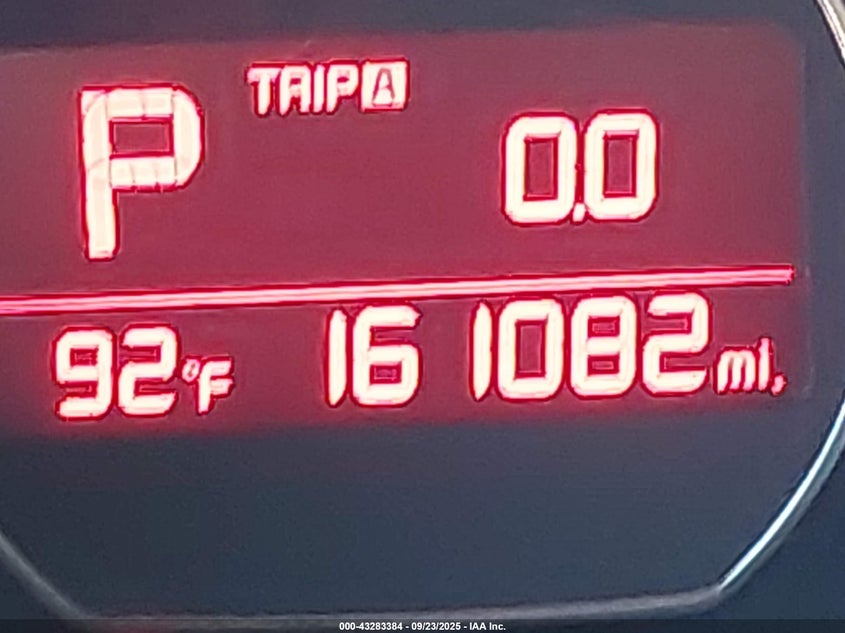 P TRIP A 0.0
92°F 161082 mi.
000-43283384 - 09/23/2025 - IAA Inc.